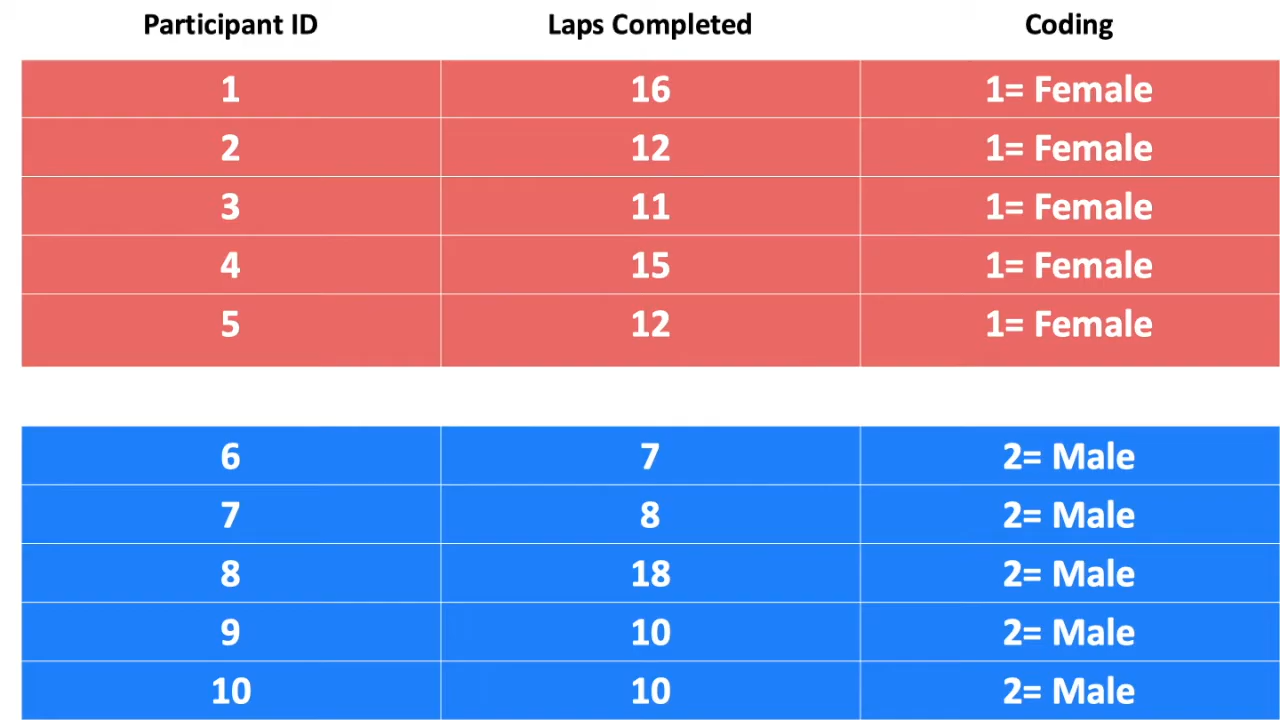 Participant ID Laps Completed Coding
1 16 1= Female
2 12 1= Female
3 11 1= Female
4 15 1= Female
5 12 1= Female
6 7 2= Male
7 8 2= Male
8 18 2= Male
9 10 2= Male
10 10 2= Male